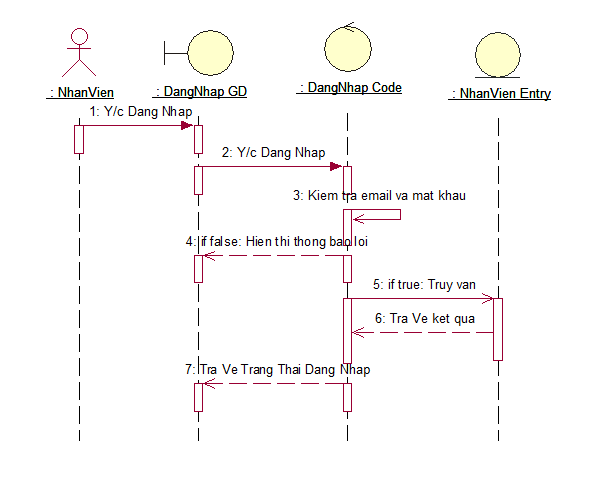 : NhanVien
: DangNhap GD
: DangNhap Code
: NhanVien Entry
1: Y/c Dang Nhap
2: Y/c Dang Nhap
3: Kiem tra email va mat khau
4: if false: Hien thi thong bao loi
5: if true: Truy van
6: Tra Ve ket qua
7: Tra Ve Trang Thai Dang Nhap